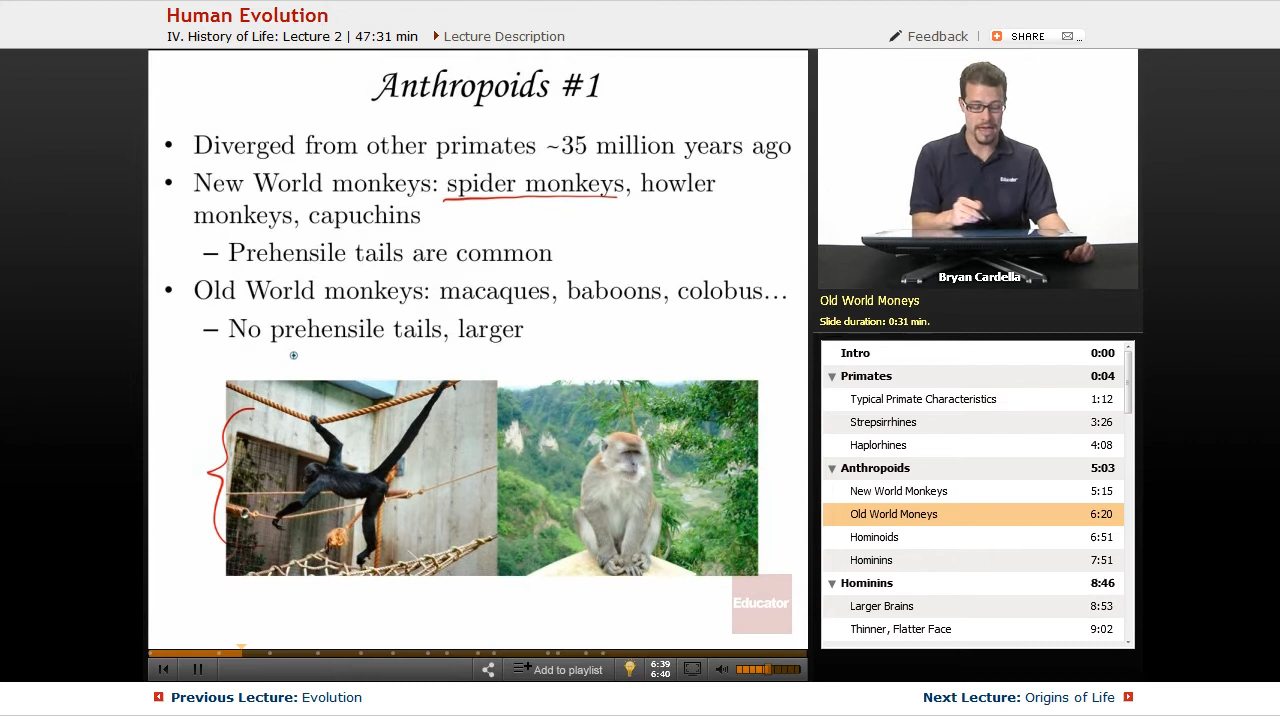 Human Evolution
IV. History of Life: Lecture 2 | 47:31 min
Lecture Description
Feedback
SHARE
Anthropoids #1
• Diverged from other primates ~35 million years ago
• New World monkeys: spider monkeys, howler
monkeys, capuchins
– Prehensile tails are common
• Old World monkeys: macaques, baboons, colobus…
– No prehensile tails, larger
Educator
Educator
Bryan Cardella
Old World Moneys
Slide duration: 0:31 min.
Intro 0:00
Primates 0:04
Typical Primate Characteristics 1:12
Strepsirrhines 3:26
Haplorhines 4:08
Anthropoids 5:03
New World Monkeys 5:15
Old World Moneys 6:20
Hominoids 6:51
Hominins 7:51
Hominins 8:46
Larger Brains 8:53
Thinner, Flatter Face 9:02
Add to playlist
6:39
6:40
Previous Lecture: Evolution
Next Lecture: Origins of Life